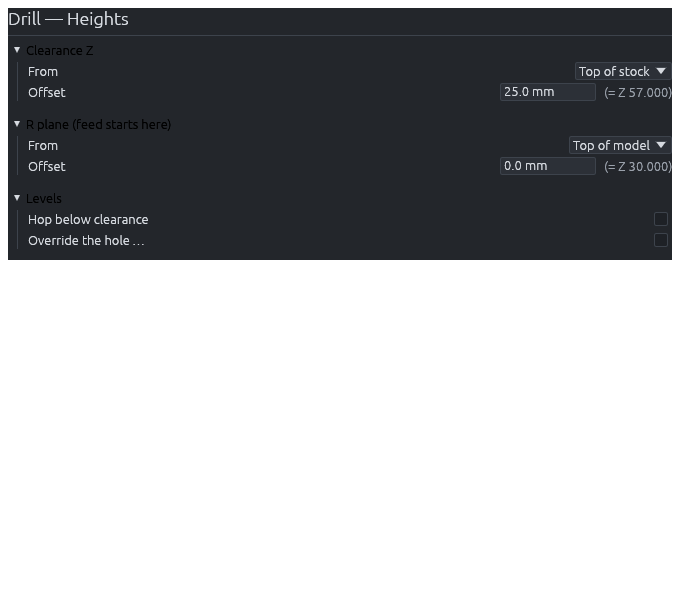 Drill — Heights
Clearance Z
From Top of stock
Offset 25.0 mm (= Z 57.000)
R plane (feed starts here)
From Top of model
Offset 0.0 mm (= Z 30.000)
Levels
Hop below clearance
Override the hole …